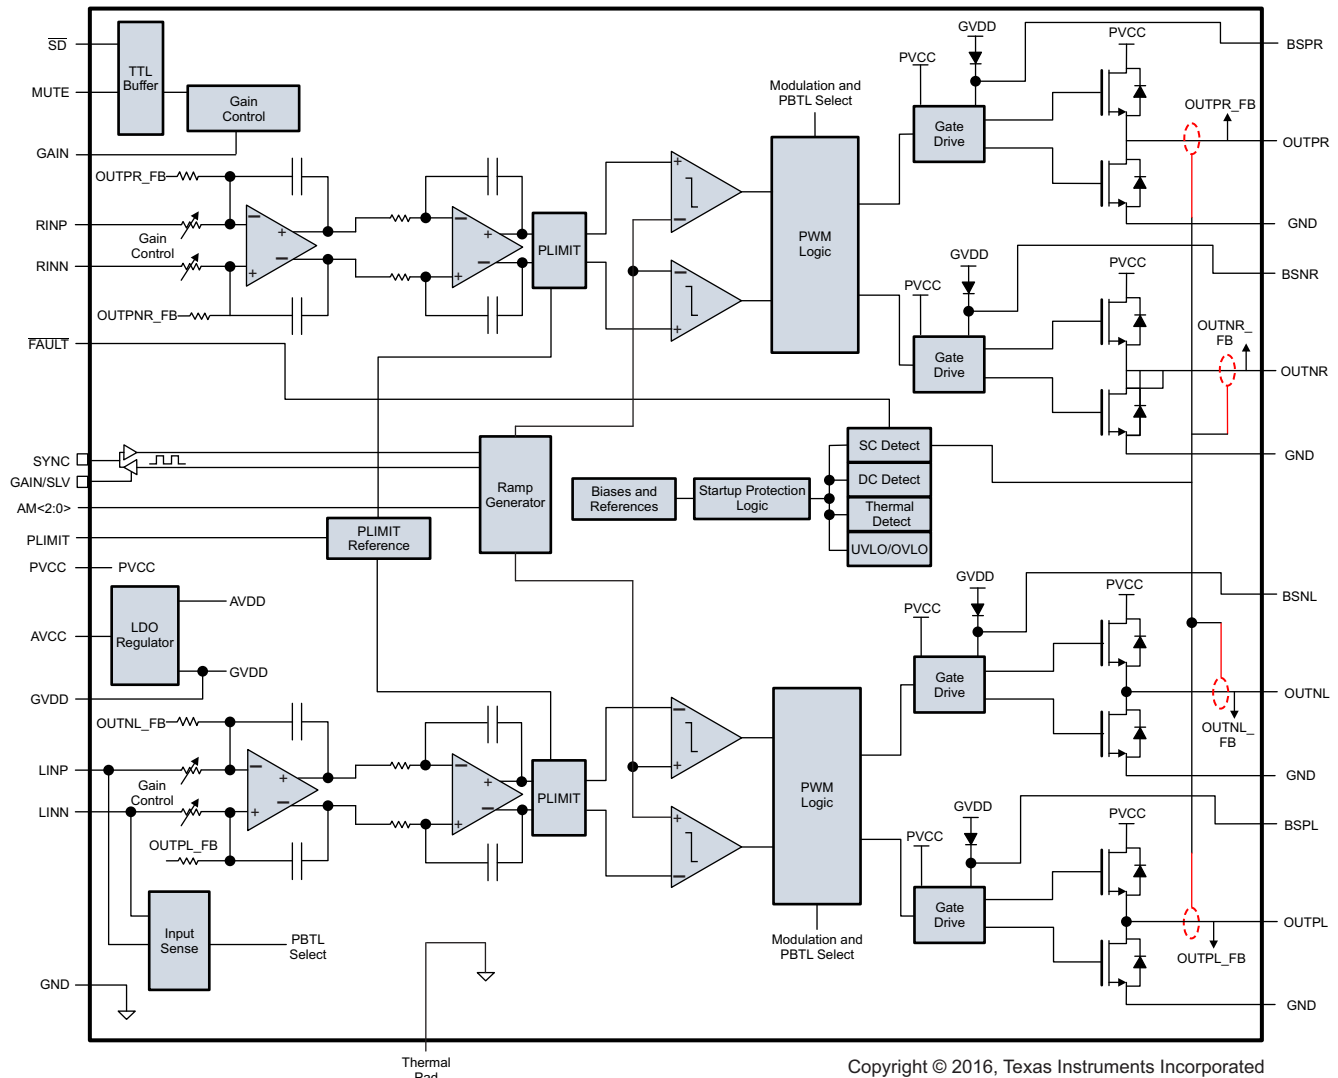 SD
TTL
Buffer
MUTE
Gain
Control
GAIN
OUTPR_FB
RINP
Gain
Control
RINN
OUTPNR_FB
FAULT
PLIMIT
Modulation and
PBTL Select
PWM
Logic
GVDD
PVCC
Gate
Drive
PVCC
BSPR
OUTPR_FB
OUTPR
GND
GVDD
PVCC
Gate
Drive
PVCC
BSNR
OUTNR_
FB
OUTNR
GND
SYNC
GAIN/SLV
AM<2:0>
PLIMIT
PVCC
PVCC
PLIMIT
Reference
Ramp
Generator
Biases and
References
Startup Protection
Logic
SC Detect
DC Detect
Thermal
Detect
UVLO/OVLO
LDO
Regulator
AVDD
AVCC
GVDD
GVDD
OUTNL_FB
LINP
Gain
Control
LINN
OUTPL_FB
PLIMIT
PWM
Logic
Modulation and
PBTL Select
GVDD
PVCC
Gate
Drive
PVCC
BSNL
OUTNL
OUTNL_
FB
GND
GVDD
PVCC
Gate
Drive
PVCC
BSPL
OUTPL
OUTPL_FB
GND
Input
Sense
PBTL
Select
GND
Thermal
Pad
Copyright © 2016, Texas Instruments Incorporated